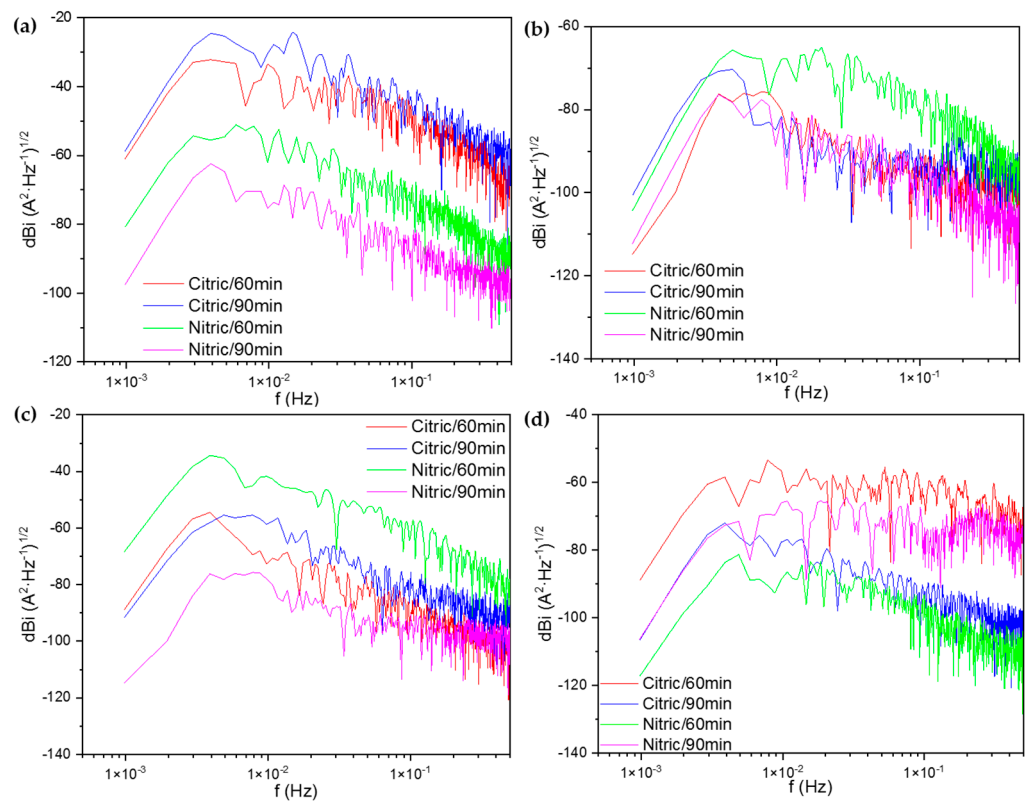 (a)
-20
-40
-60
-80
-100
-120
dBi (A²·Hz⁻¹)¹/²
Citric/60min
Citric/90min
Nitric/60min
Nitric/90min
1×10⁻³
1×10⁻²
1×10⁻¹
f (Hz)
(b)
-60
-80
-100
-120
-140
dBi (A²·Hz⁻¹)¹/²
Citric/60min
Citric/90min
Nitric/60min
Nitric/90min
1×10⁻³
1×10⁻²
1×10⁻¹
f (Hz)
(c)
-20
-40
-60
-80
-100
-120
-140
dBi (A²·Hz⁻¹)¹/²
Citric/60min
Citric/90min
Nitric/60min
Nitric/90min
1×10⁻³
1×10⁻²
1×10⁻¹
f (Hz)
(d)
-40
-60
-80
-100
-120
-140
dBi (A²·Hz⁻¹)¹/²
Citric/60min
Citric/90min
Nitric/60min
Nitric/90min
1×10⁻³
1×10⁻²
1×10⁻¹
f (Hz)